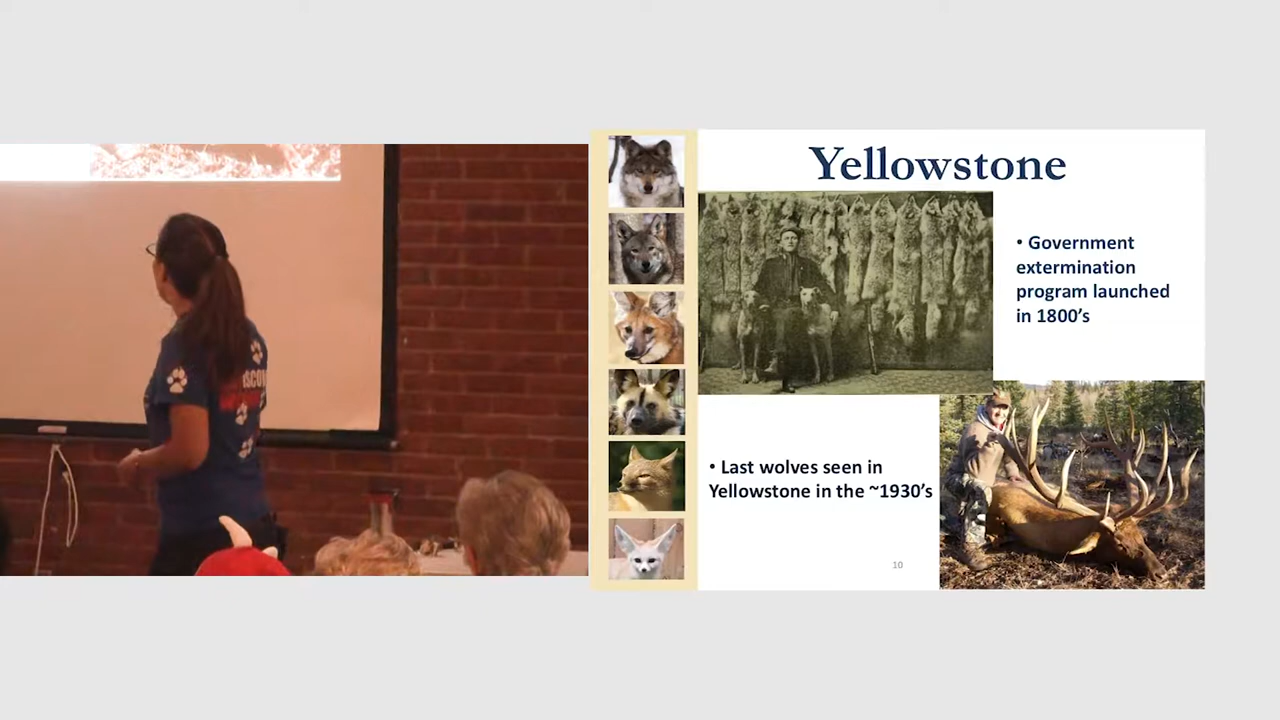 Yellowstone
• Government
extermination
program launched
in 1800’s
• Last wolves seen in
Yellowstone in the ~1930’s
10